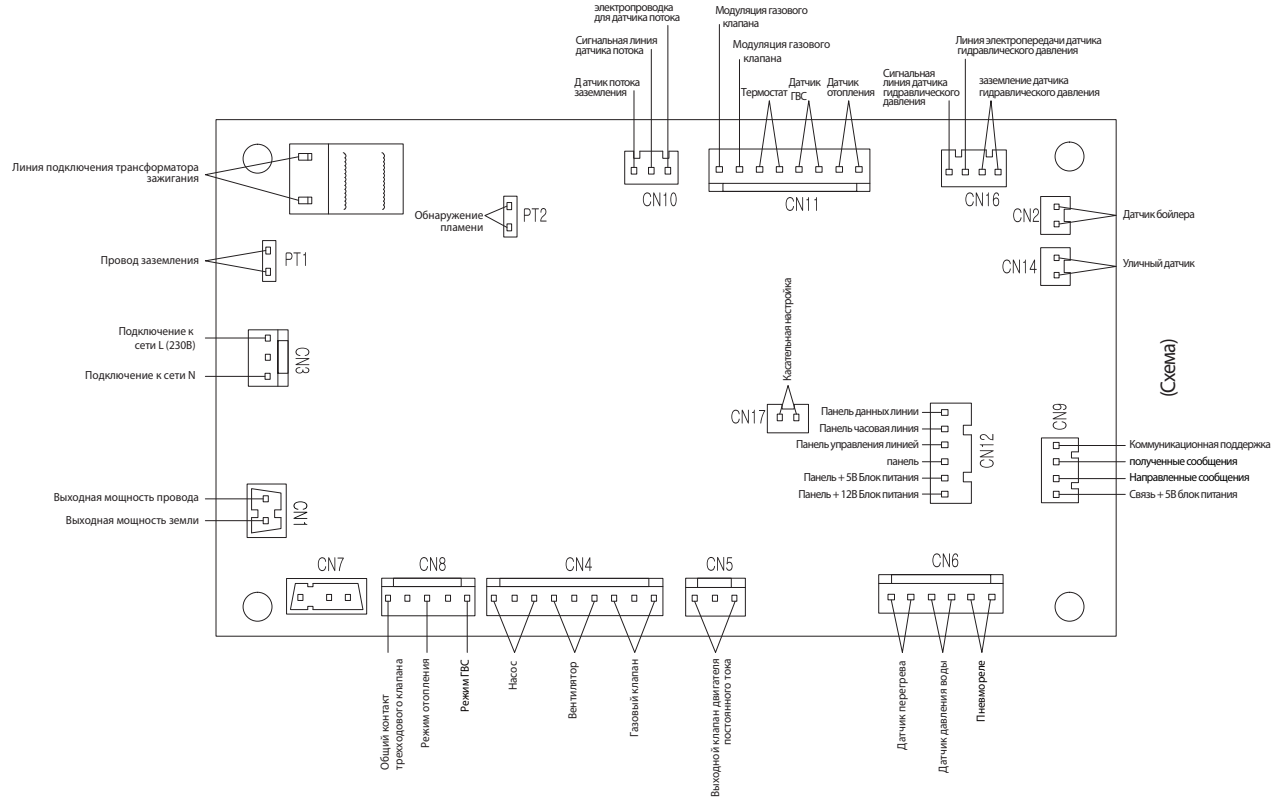 электропроводка
для датчика потока
Сигнальная линия
датчика потока
Д атчик потока
заземления
CN10
Модуляция газового
клапана
Модуляция газового
клапана
Термостат
Датчик
ГВС
Датчик
отопления
CN11
Линия электропередачи датчика
гидравлического давления
Сигнальная
линия датчика
гидравлического
давления
заземление датчика
гидравлического давления
CN16
Линия подключения трансформатора
зажигания
Обнаружение
пламени
PT2
CN2
Датчик бойлера
Провод заземления
PT1
CN14
Уличный датчик
Подключение к
сети L (230В)
Подключение к сети N
CN3
Касательная настройка
CN17
(Схема)
Панель данных линии
Панель часовая линия
Панель управления линией
панель
Панель + 5В Блок питания
Панель + 12В Блок питания
CN12
CN9
Коммуникационная поддержка
полученные сообщения
Направленные сообщения
Связь + 5В блок питания
Выходная мощность провода
Выходная мощность земли
CN1
CN7
CN8
CN4
CN5
CN6
Общий контакт
трехходового клапана
Режим отопления
Режим ГВС
Насос
Вентилятор
Газовый клапан
Выходной клапан двигателя
постоянного тока
Датчик перегрева
Датчик давления воды
Пневмореле